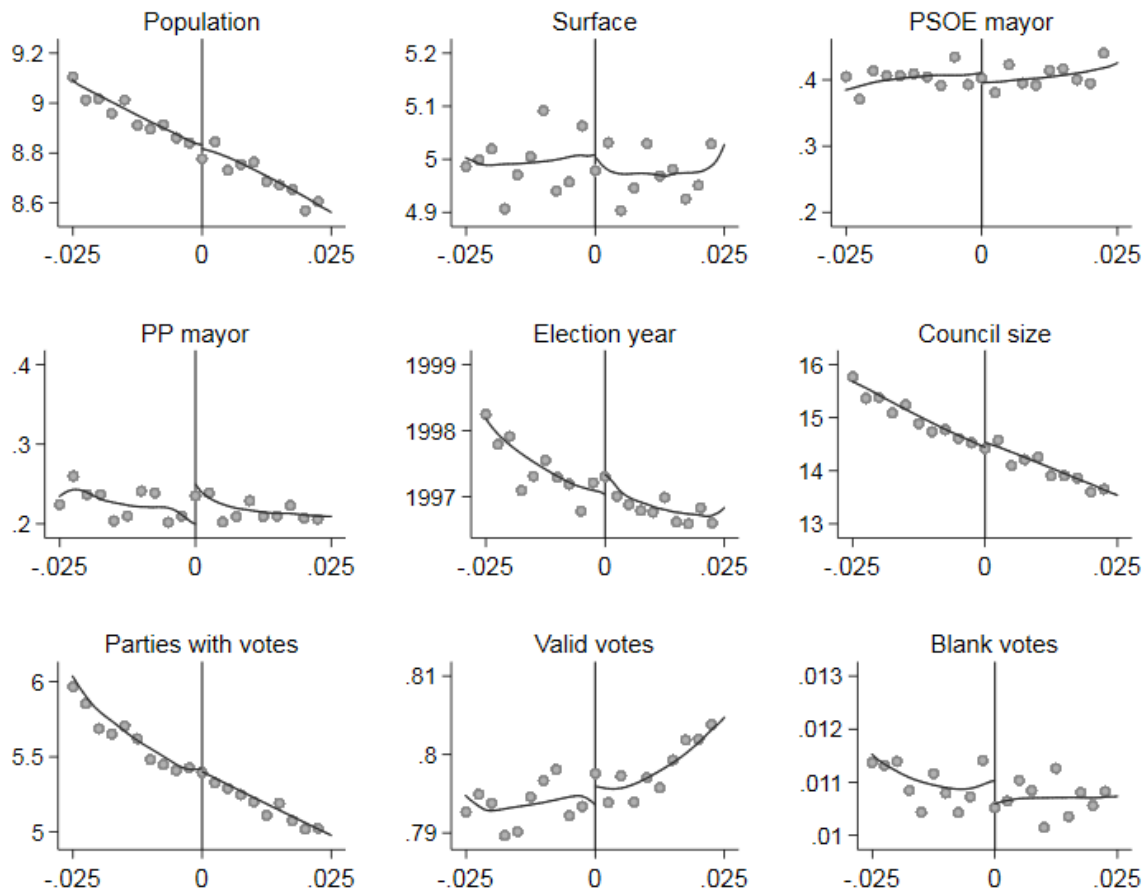 Population
9.2
9
8.8
8.6
-.025 0 .025
Surface
5.2
5.1
5
4.9
-.025 0 .025
PSOE mayor
.4
.3
.2
-.025 0 .025
PP mayor
.4
.3
.2
-.025 0 .025
Election year
1999
1998
1997
-.025 0 .025
Council size
16
15
14
13
-.025 0 .025
Parties with votes
6
5.5
5
-.025 0 .025
Valid votes
.81
.8
.79
-.025 0 .025
Blank votes
.013
.012
.011
.01
-.025 0 .025